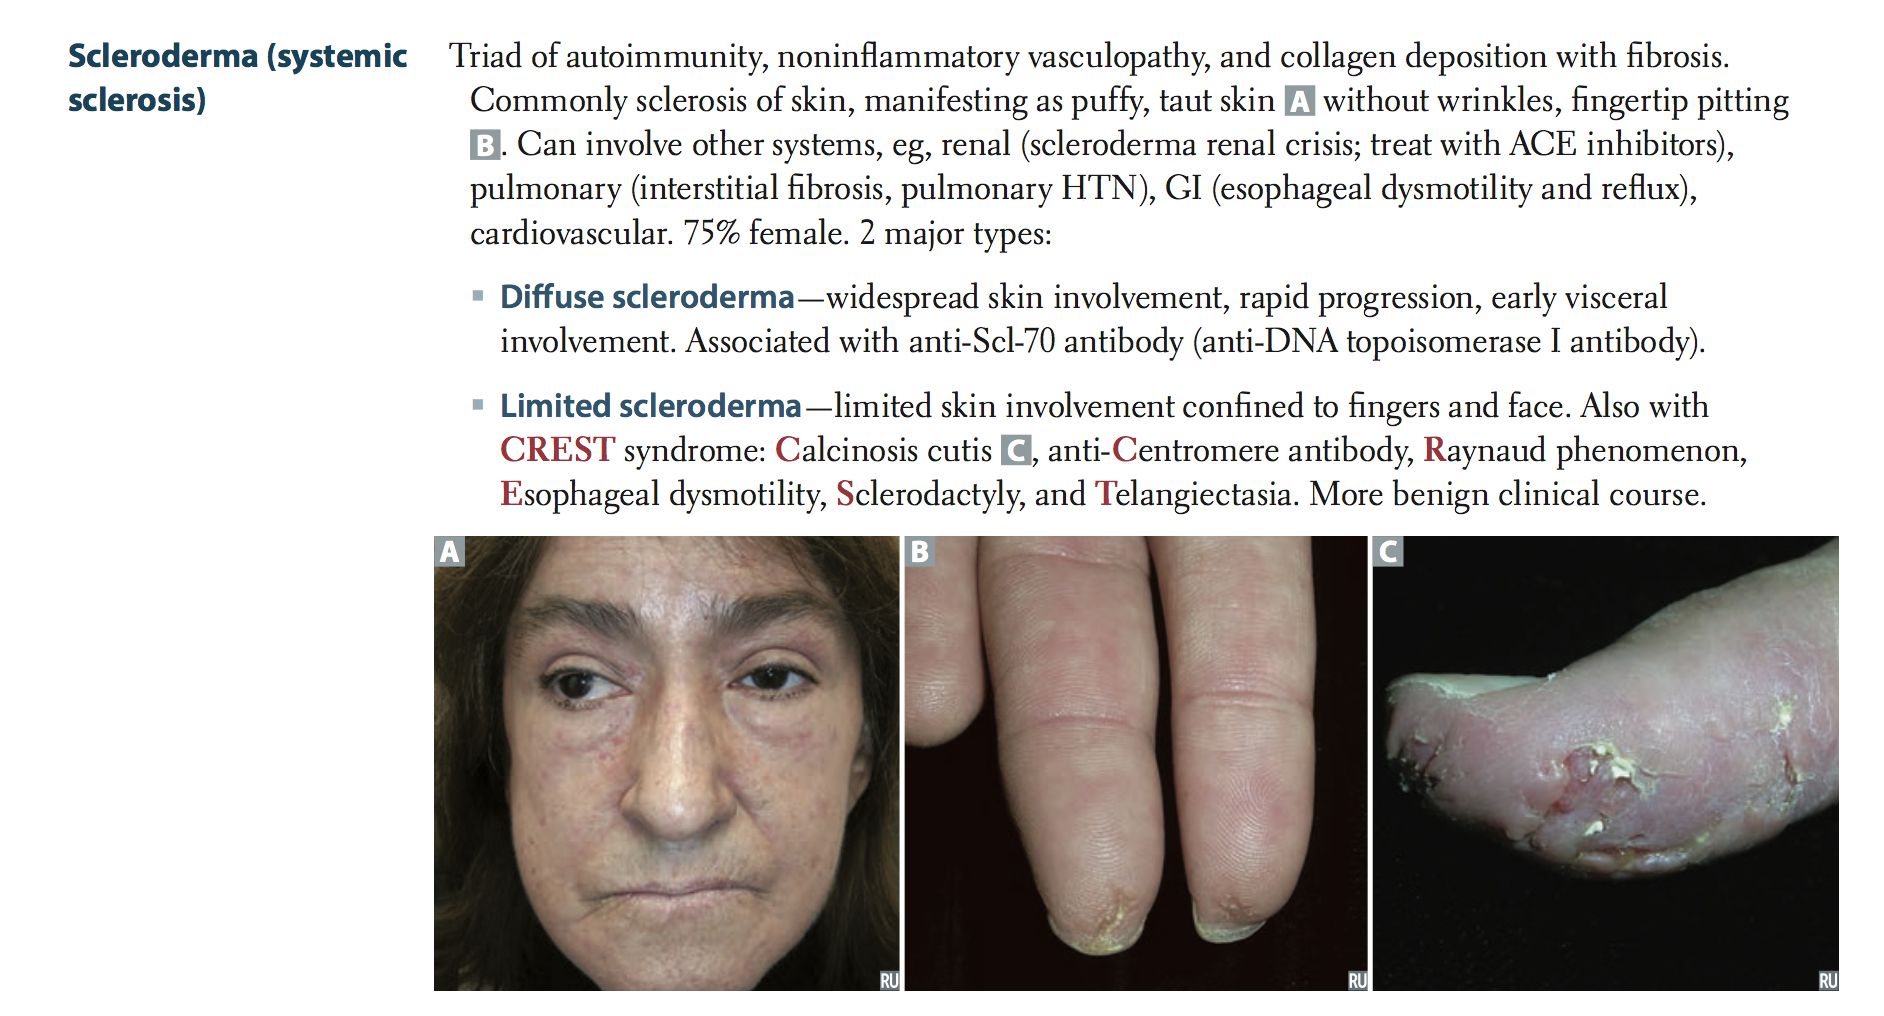 Scleroderma (systemic
sclerosis)
Triad of autoimmunity, noninflammatory vasculopathy, and collagen deposition with fibrosis.
Commonly sclerosis of skin, manifesting as puffy, taut skin A without wrinkles, fingertip pitting
B. Can involve other systems, eg, renal (scleroderma renal crisis; treat with ACE inhibitors),
pulmonary (interstitial fibrosis, pulmonary HTN), GI (esophageal dysmotility and reflux),
cardiovascular. 75% female. 2 major types:
▪ Diffuse scleroderma—widespread skin involvement, rapid progression, early visceral
involvement. Associated with anti-Scl-70 antibody (anti-DNA topoisomerase I antibody).
▪ Limited scleroderma—limited skin involvement confined to fingers and face. Also with
CREST syndrome: Calcinosis cutis C, anti-Centromere antibody, Raynaud phenomenon,
Esophageal dysmotility, Sclerodactyly, and Telangiectasia. More benign clinical course.
A B C
RU RU RU